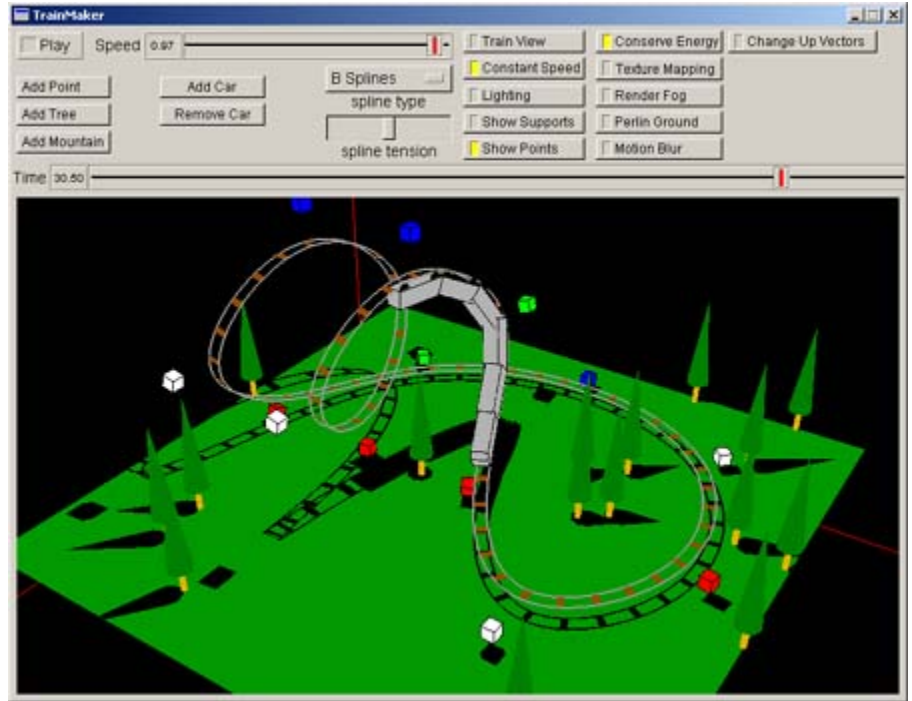 TrainMaker
Play
Speed 0.97
Add Point
Add Tree
Add Mountain
Add Car
Remove Car
B Splines
spline type
spline tension
Train View
Constant Speed
Lighting
Show Supports
Show Points
Conserve Energy
Texture Mapping
Render Fog
Perlin Ground
Motion Blur
Change Up Vectors
Time 30.50